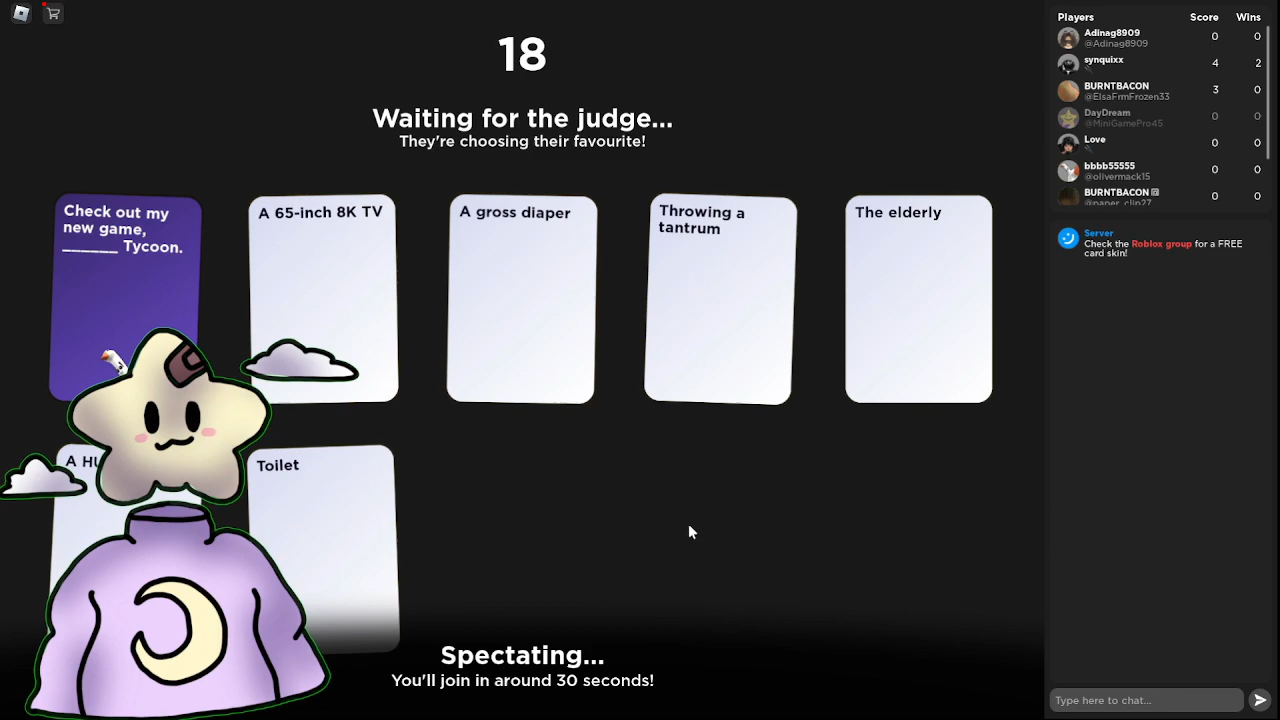 18
Waiting for the judge...
They're choosing their favourite!
Check out my
new game,
______ Tycoon.
A 65-inch 8K TV
A gross diaper
Throwing a
tantrum
The elderly
A
Toilet
Spectating...
You'll join in around 30 seconds!
Players Score Wins
Adinag8909 0 0
@Adinag8909
synquixx 4 2
BURNTBACON 3 0
@ElsaFrmFrozen33
DayDream 0 0
@MiniGamePro45
Love 0 0
bbbb55555 0 0
@olivermack15
BURNTBACON 0 0
@paper_clip27
Server
Check the Roblox group for a FREE
card skin!
Type here to chat...